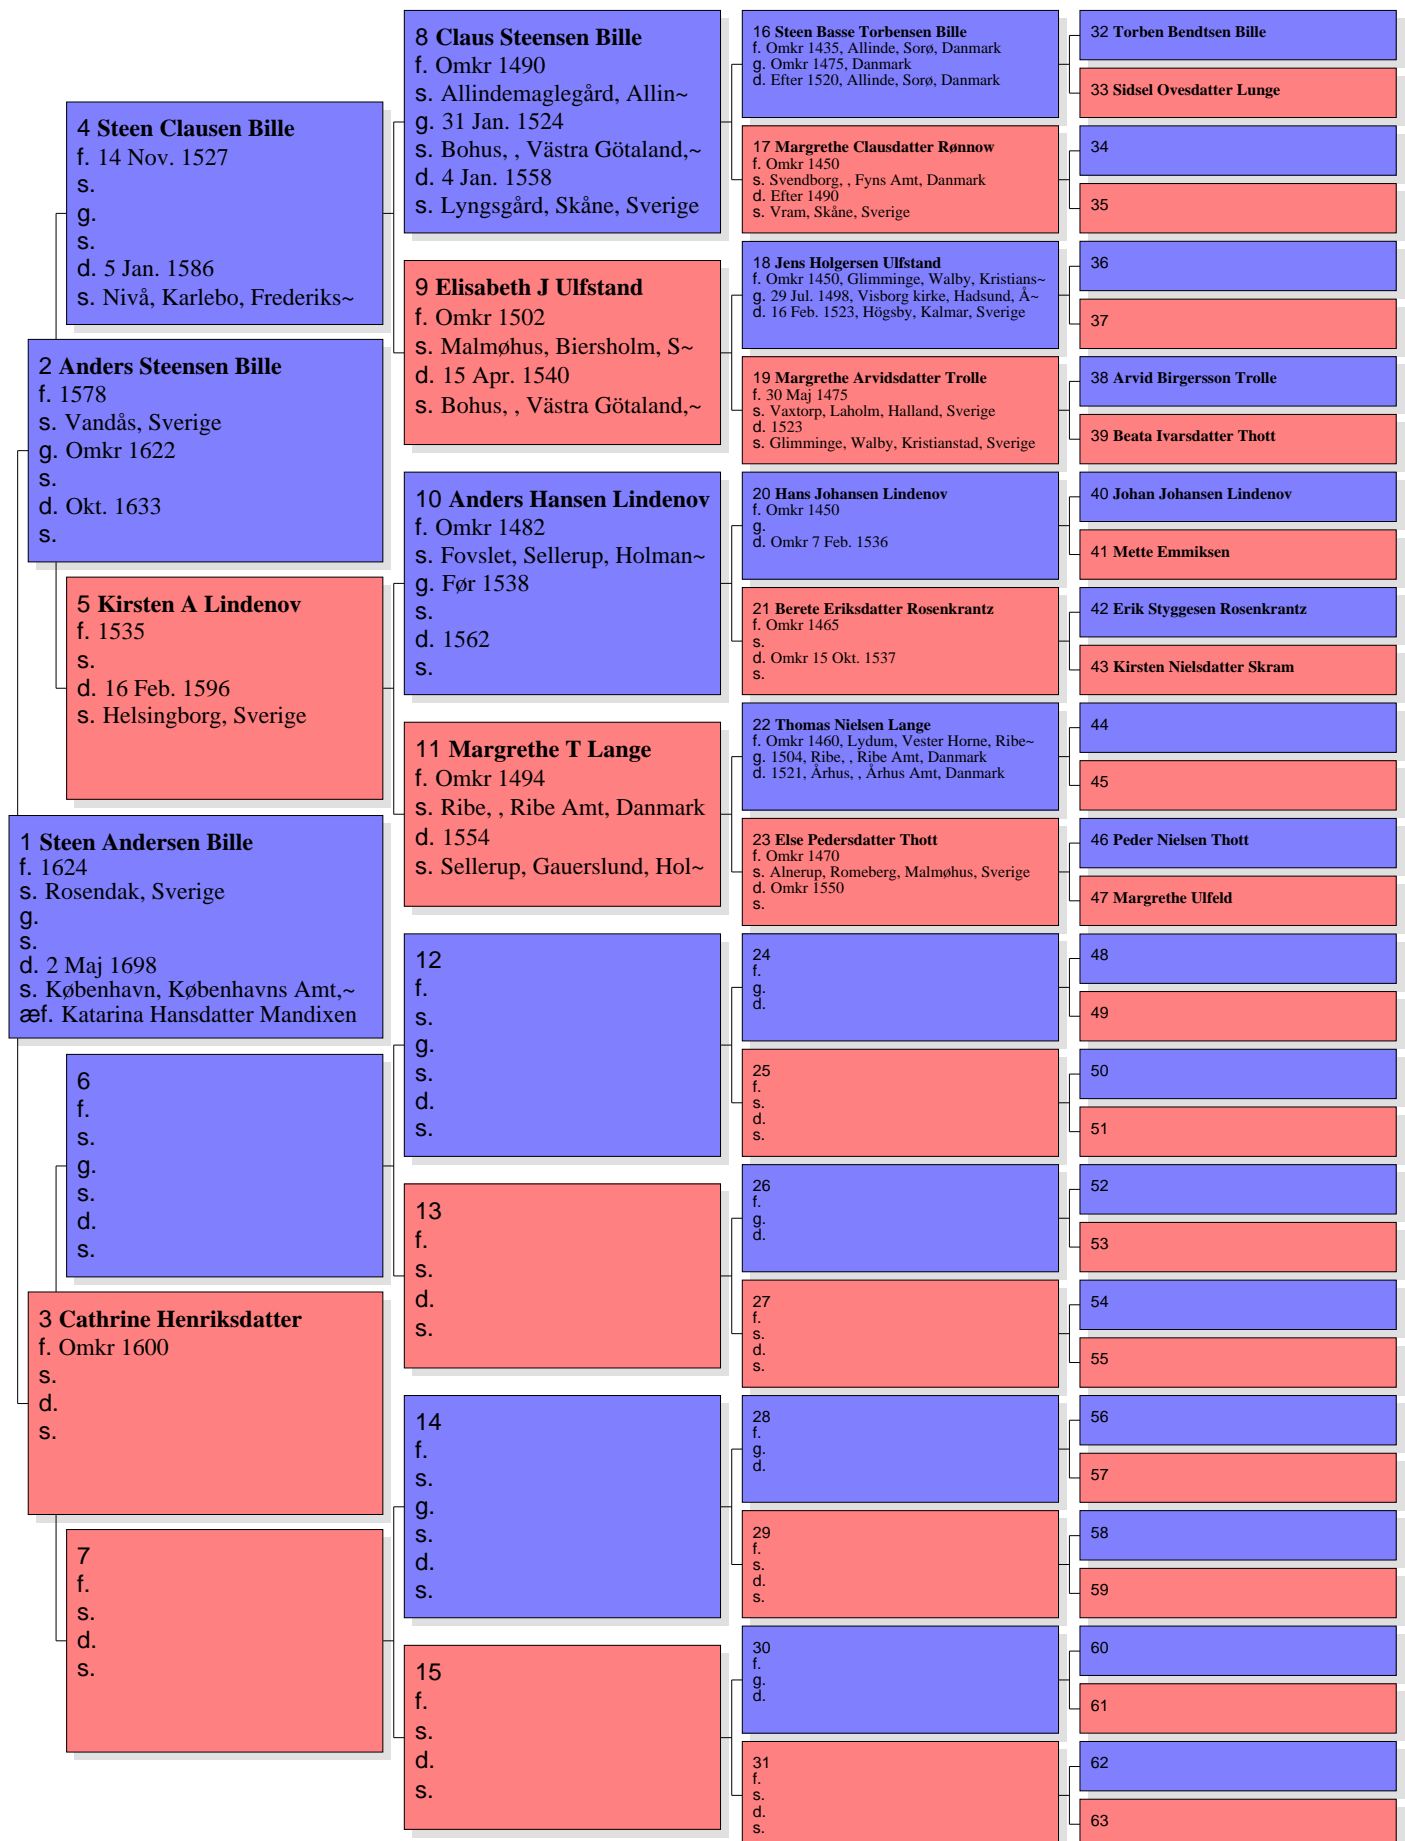 1 Steen Andersen Bille
f. 1624
s. Rosendak, Sverige
g.
s.
d. 2 Maj 1698
s. København, Københavns Amt,~
æf. Katarina Hansdatter Mandixen
2 Anders Steensen Bille
f. 1578
s. Vandås, Sverige
g. Omkr 1622
s.
d. Okt. 1633
s.
3 Cathrine Henriksdatter
f. Omkr 1600
s.
d.
s.
4 Steen Clausen Bille
f. 14 Nov. 1527
s.
g.
s.
d. 5 Jan. 1586
s. Nivå, Karlebo, Frederiks~
5 Kirsten A Lindenov
f. 1535
s.
d. 16 Feb. 1596
s. Helsingborg, Sverige
6
f.
s.
g.
s.
d.
s.
7
f.
s.
d.
s.
8 Claus Steensen Bille
f. Omkr 1490
s. Allindemaglegård, Allin~
g. 31 Jan. 1524
s. Bohus, , Västra Götaland,~
d. 4 Jan. 1558
s. Lyngsgård, Skåne, Sverige
9 Elisabeth J Ulfstand
f. Omkr 1502
s. Malmøhus, Biersholm, S~
d. 15 Apr. 1540
s. Bohus, , Västra Götaland,~
10 Anders Hansen Lindenov
f. Omkr 1482
s. Fovslet, Sellerup, Holman~
g. Før 1538
s.
d. 1562
s.
11 Margrethe T Lange
f. Omkr 1494
s. Ribe, , Ribe Amt, Danmark
d. 1554
s. Sellerup, Gauerslund, Hol~
12
f.
s.
g.
s.
d.
s.
13
f.
s.
d.
s.
14
f.
s.
g.
s.
d.
s.
15
f.
s.
d.
s.
16 Steen Basse Torbensen Bille
f. Omkr 1435, Allinde, Sorø, Danmark
g. Omkr 1475, Danmark
d. Efter 1520, Allinde, Sorø, Danmark
17 Margrethe Clausdatter Rønnow
f. Omkr 1450
s. Svendborg, , Fyns Amt, Danmark
d. Efter 1490
s. Vram, Skåne, Sverige
18 Jens Holgersen Ulfstand
f. Omkr 1450, Glimminge, Walby, Kristians~
g. 29 Jul. 1498, Visborg kirke, Hadsund, Å~
d. 16 Feb. 1523, Högsby, Kalmar, Sverige
19 Margrethe Arvidsdatter Trolle
f. 30 Maj 1475
s. Vaxtorp, Laholm, Halland, Sverige
d. 1523
s. Glimminge, Walby, Kristianstad, Sverige
20 Hans Johansen Lindenov
f. Omkr 1450
g.
d. Omkr 7 Feb. 1536
21 Berete Eriksdatter Rosenkrantz
f. Omkr 1465
s.
d. Omkr 15 Okt. 1537
s.
22 Thomas Nielsen Lange
f. Omkr 1460, Lydum, Vester Horne, Ribe~
g. 1504, Ribe, , Ribe Amt, Danmark
d. 1521, Århus, , Århus Amt, Danmark
23 Else Pedersdatter Thott
f. Omkr 1470
s. Alnerup, Romeberg, Malmøhus, Sverige
d. Omkr 1550
s.
24
f.
g.
d.
25
f.
s.
d.
s.
26
f.
g.
d.
27
f.
s.
d.
s.
28
f.
g.
d.
29
f.
s.
d.
s.
30
f.
g.
d.
31
f.
s.
d.
s.
32 Torben Bendtsen Bille
33 Sidsel Ovesdatter Lunge
34
35
36
37
38 Arvid Birgersson Trolle
39 Beata Ivarsdatter Thott
40 Johan Johansen Lindenov
41 Mette Emmiksen
42 Erik Styggesen Rosenkrantz
43 Kirsten Nielsdatter Skram
44
45
46 Peder Nielsen Thott
47 Margrethe Ulfeld
48
49
50
51
52
53
54
55
56
57
58
59
60
61
62
63